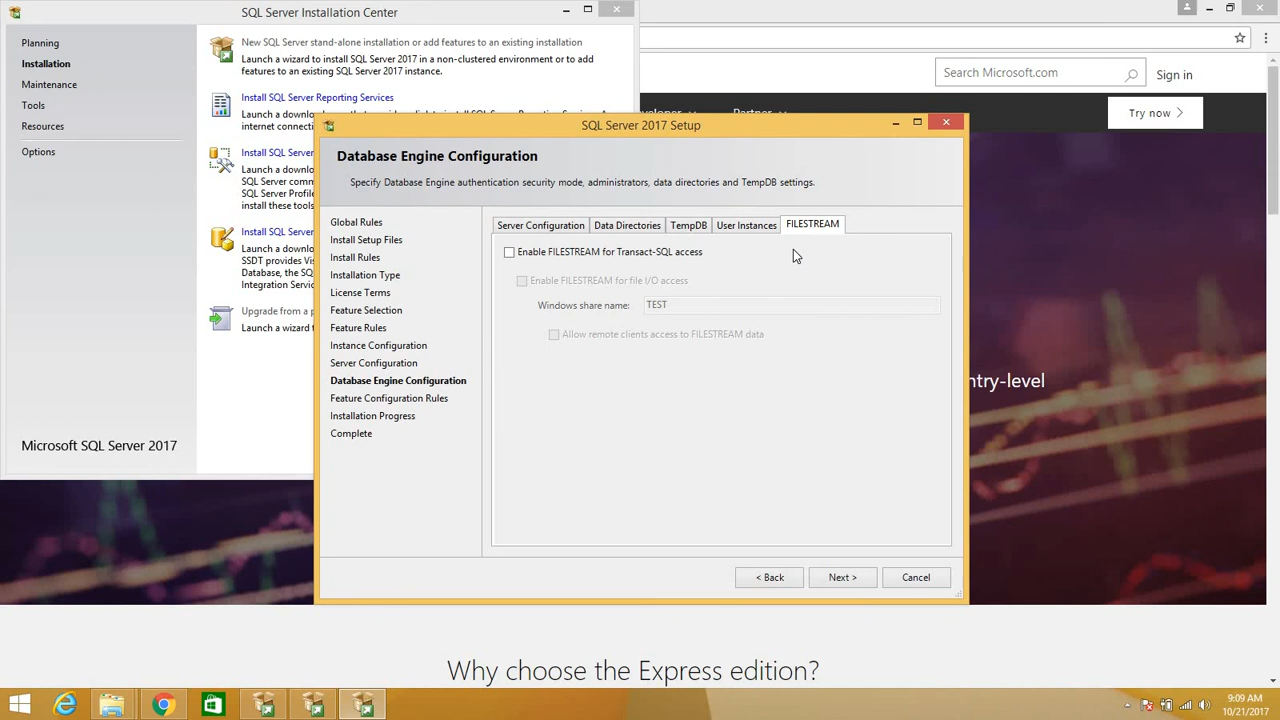 SQL Server Installation Center
Planning
Installation
Maintenance
Tools
Resources
Options
Microsoft SQL Server 2017
New SQL Server stand-alone installation or add features to an existing installation
Launch a wizard to install SQL Server 2017 in a non-clustered environment or to add
features to an existing SQL Server 2017 instance.
Install SQL Server Reporting Services
Launch a download
internet connecti
Install SQL Server
Launch a downlo
SQL Server comm
SQL Server Profile
install these tools
Install SQL Server
Launch a downlo
SSDT provides Vi
Database, the SQ
Integration Servic
Upgrade from a p
Launch a wizard t
Search Microsoft.com
Sign in
Partner
Try now
ntry-level
Why choose the Express edition?
SQL Server 2017 Setup
Database Engine Configuration
Specify Database Engine authentication security mode, administrators, data directories and TempDB settings.
Global Rules
Install Setup Files
Install Rules
Installation Type
License Terms
Feature Selection
Feature Rules
Instance Configuration
Server Configuration
Database Engine Configuration
Feature Configuration Rules
Installation Progress
Complete
Server Configuration Data Directories TempDB User Instances FILESTREAM
Enable FILESTREAM for Transact-SQL access
Enable FILESTREAM for file I/O access
Windows share name: TEST
Allow remote clients access to FILESTREAM data
< Back Next > Cancel
9:09 AM
10/21/2017